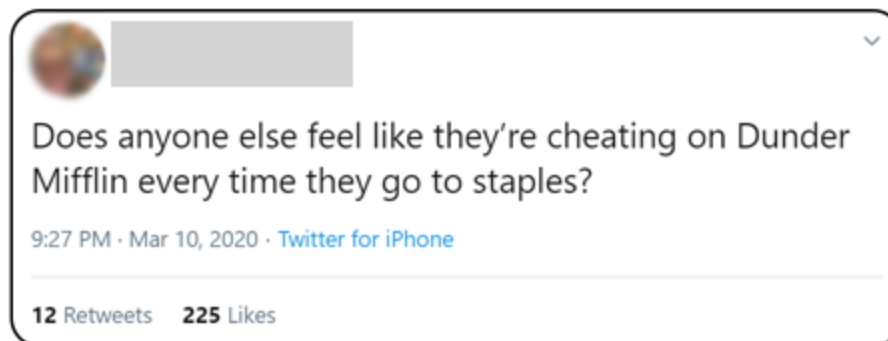 Does anyone else feel like they’re cheating on Dunder
Mifflin every time they go to staples?
9:27 PM · Mar 10, 2020 · Twitter for iPhone
12 Retweets 225 Likes